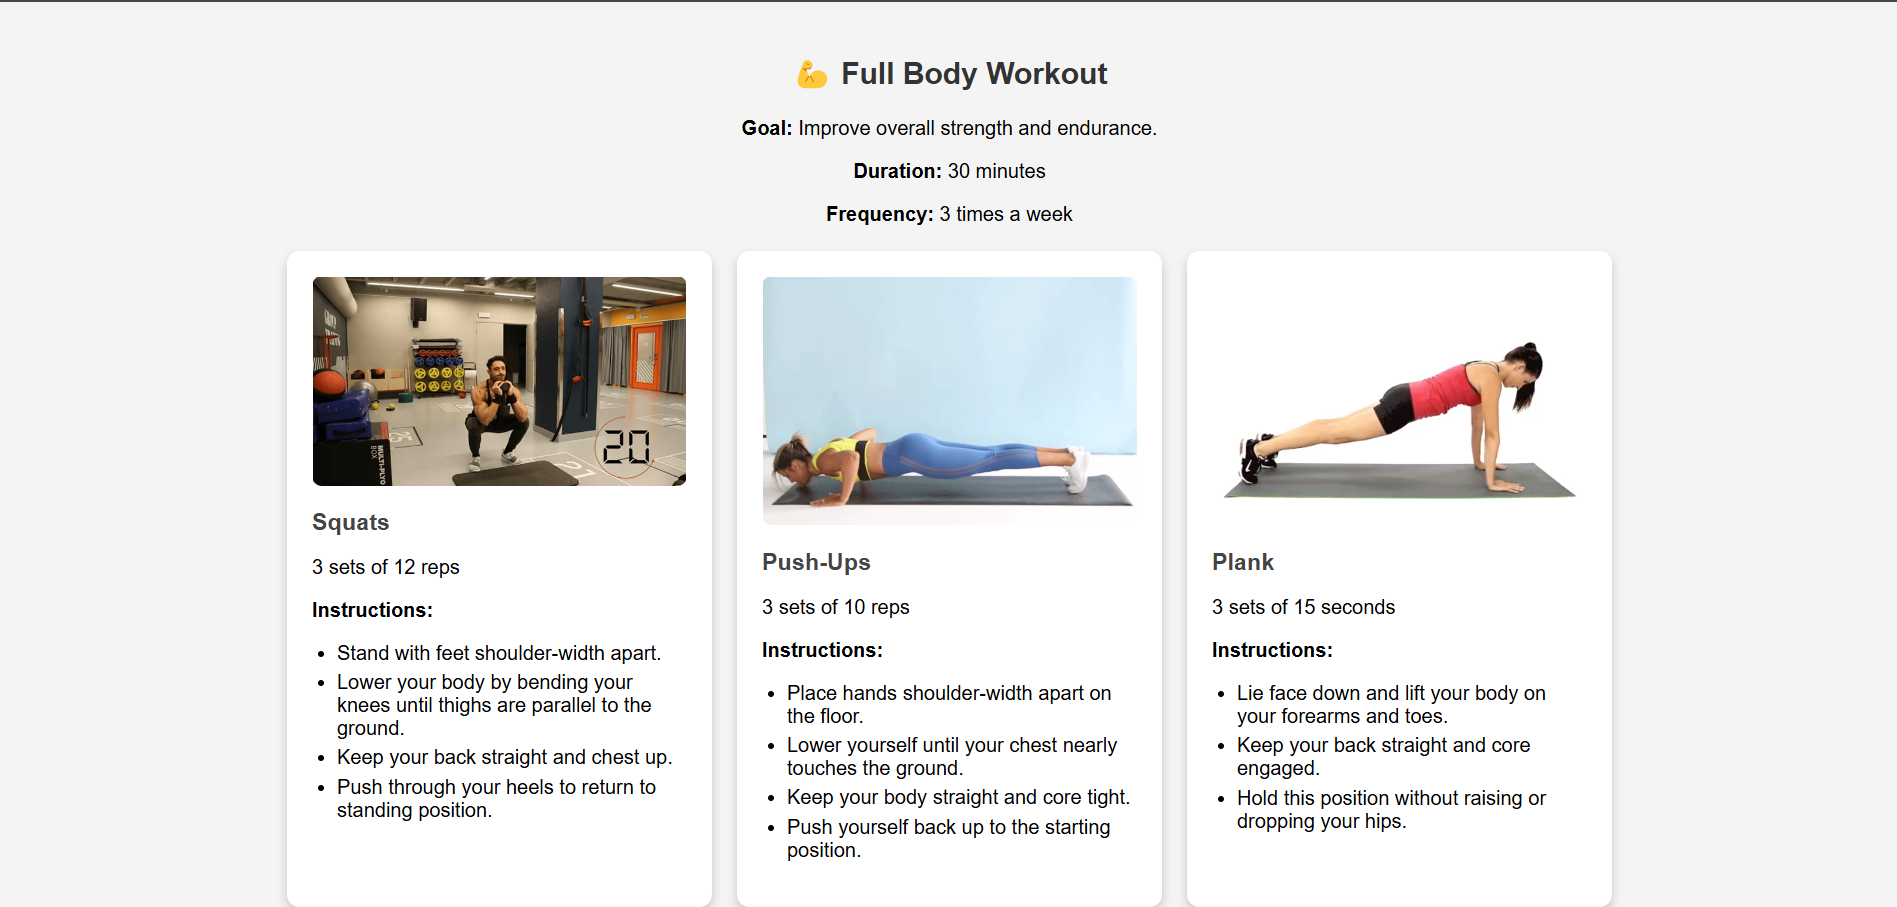 💪 Full Body Workout
Goal: Improve overall strength and endurance.
Duration: 30 minutes
Frequency: 3 times a week
20
25
21
MULTI-PLYO
BOX
Squats
3 sets of 12 reps
Instructions:
• Stand with feet shoulder-width apart.
• Lower your body by bending your
knees until thighs are parallel to the
ground.
• Keep your back straight and chest up.
• Push through your heels to return to
standing position.
Push-Ups
3 sets of 10 reps
Instructions:
• Place hands shoulder-width apart on
the floor.
• Lower yourself until your chest nearly
touches the ground.
• Keep your body straight and core tight.
• Push yourself back up to the starting
position.
Plank
3 sets of 15 seconds
Instructions:
• Lie face down and lift your body on
your forearms and toes.
• Keep your back straight and core
engaged.
• Hold this position without raising or
dropping your hips.